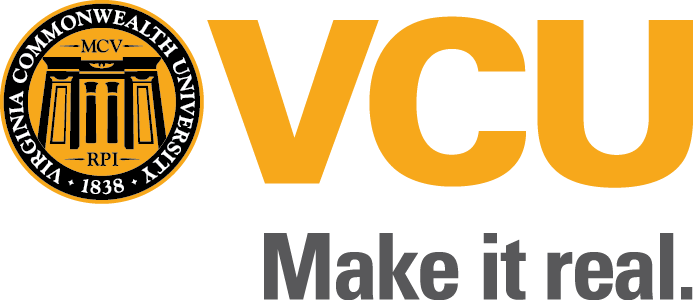 VIRGINIA COMMONWEALTH UNIVERSITY
MCV
RPI
· 1838 ·
VCU
Make it real.